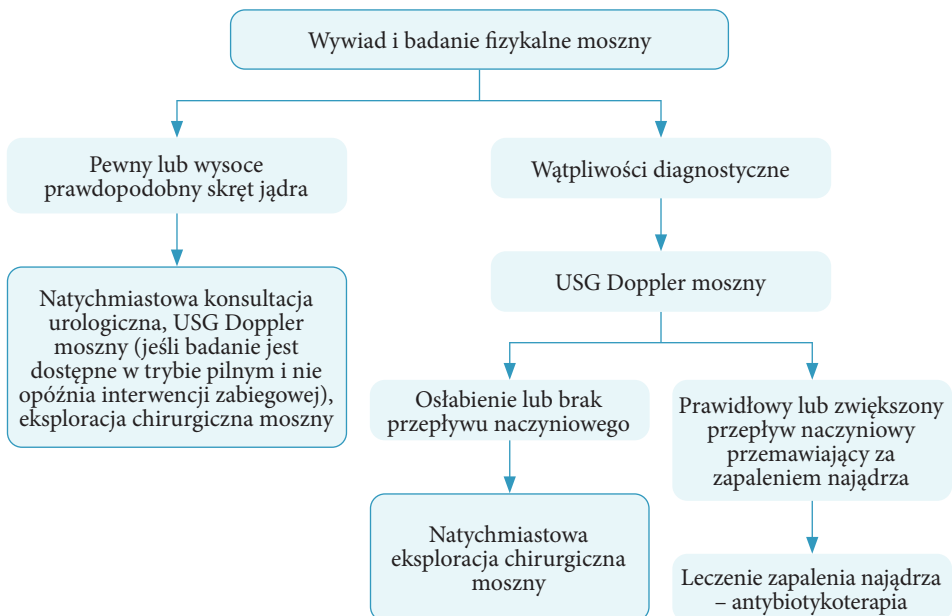 Wywiad i badanie fizykalne moszny
Pewny lub wysoce
prawdopodobny skręt jądra
Wątpliwości diagnostyczne
Natychmiastowa konsultacja
urologiczna, USG Doppler
moszny (jeśli badanie jest
dostępne w trybie pilnym i nie
opóźnia interwencji zabiegowej),
eksploracja chirurgiczna moszny
USG Doppler moszny
Osłabienie lub brak
przepływu naczyniowego
Prawidłowy lub zwiększony
przepływ naczyniowy
przemawiający za
zapaleniem najądrza
Natychmiastowa
eksploracja chirurgiczna
moszny
Leczenie zapalenia najądrza
– antybiotykoterapia